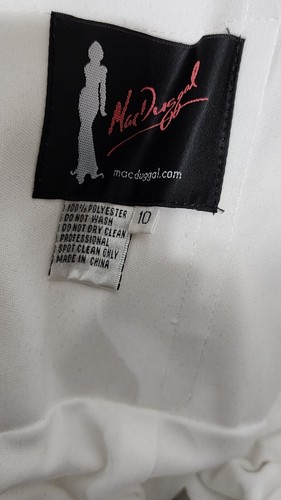 Mac Duggal
macduggal.com
10
100% POLYESTER
DO NOT WASH
DO NOT DRY CLEAN
PROFESSIONAL
SPOT CLEAN ONLY
MADE IN CHINA